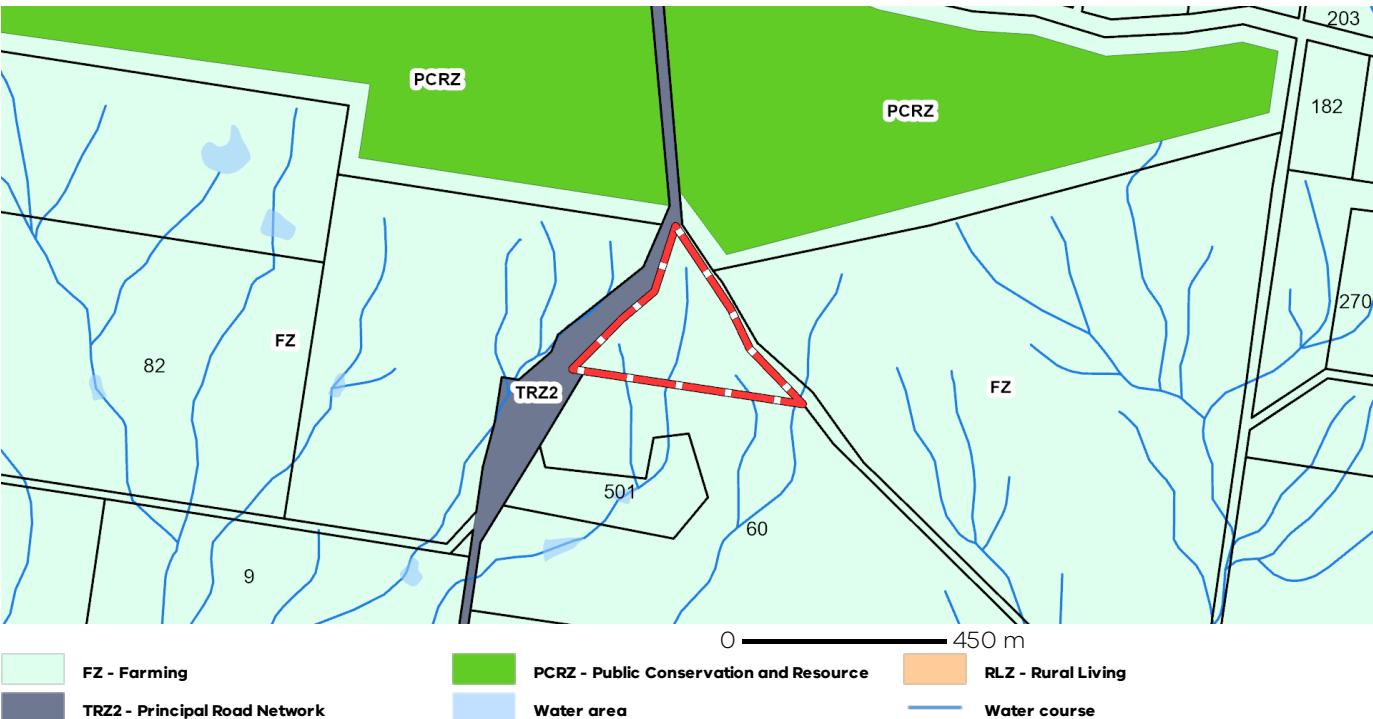 203
PCRZ
PCRZ
182
270
FZ
82
TRZ2
FZ
501
60
9
0 450 m
FZ - Farming
PCRZ - Public Conservation and Resource
RLZ - Rural Living
TRZ2 - Principal Road Network
Water area
Water course